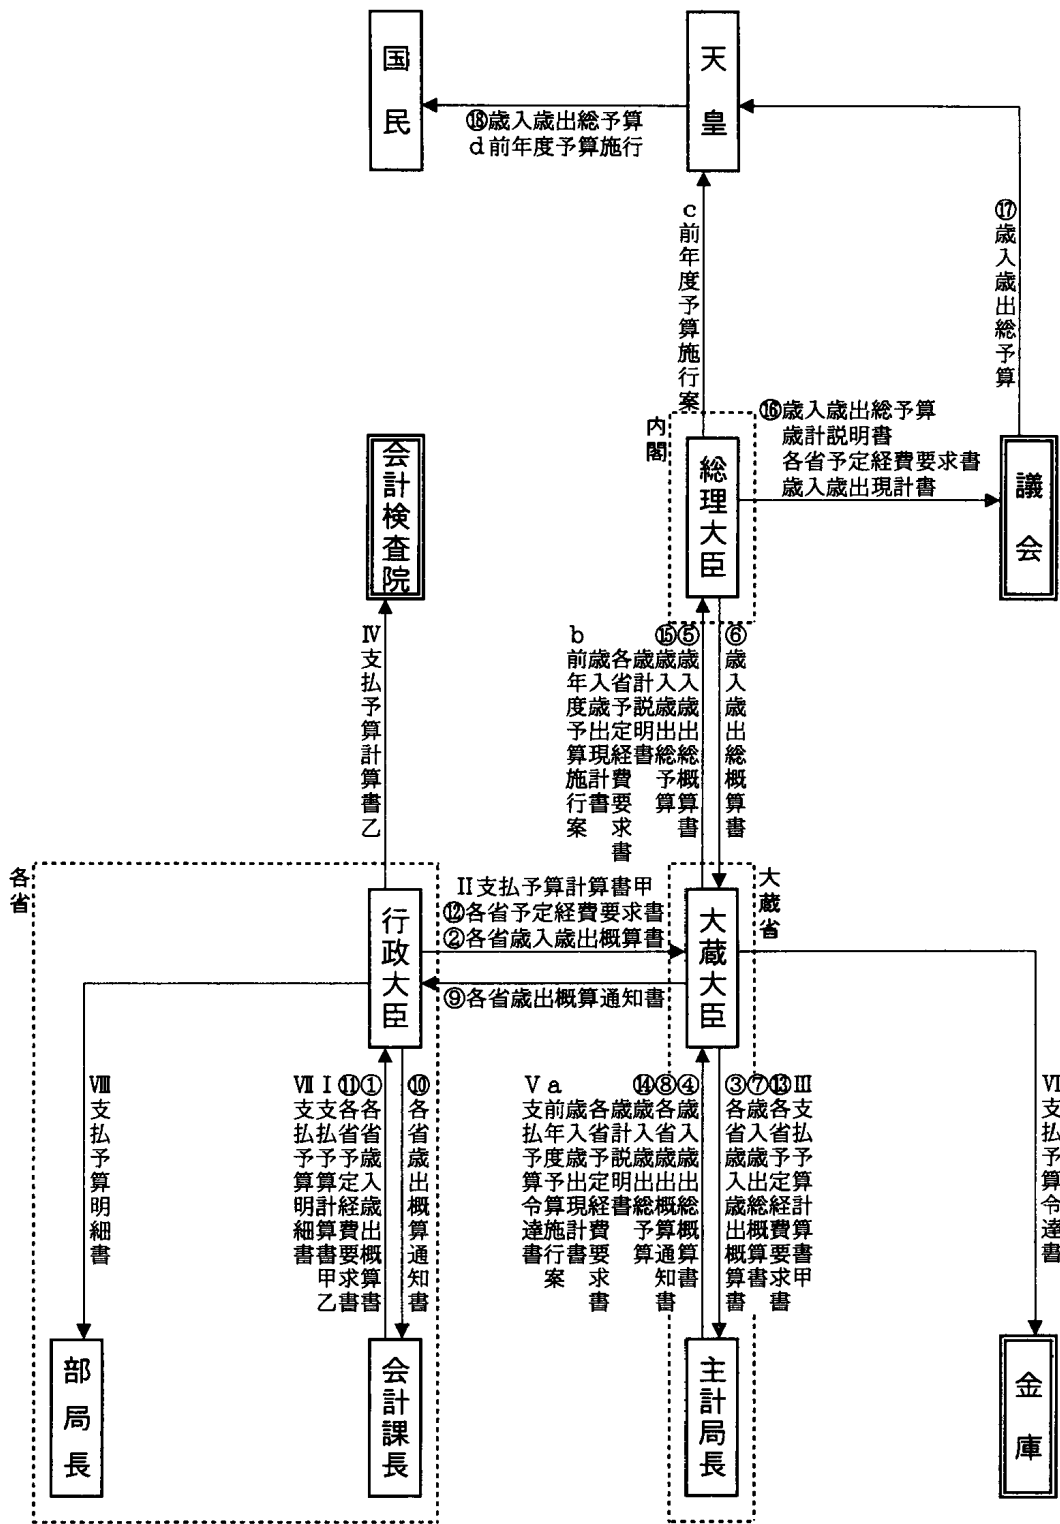 国民
天皇
⑱歳入歳出総予算
d前年度予算施行
c前年度予算施行案
⑰歳入歳出総予算
内閣
総理大臣
⑯歳入歳出総予算
歳計説明書
各省予定経費要求書
歳入歳出現計書
議会
会計検査院
Ⅳ支払予算計算書乙
⑥歳入歳出総概算書
⑤歳入歳出総概算書
⑮歳入歳出総予算
歳計説明書
各省予定経費要求書
歳入歳出現計書
b前年度予算施行案
各省
行政大臣
Ⅱ支払予算計算書甲
⑫各省予定経費要求書
②各省歳入歳出概算書
⑨各省歳出概算通知書
大蔵省
大蔵大臣
Ⅷ支払予算明細書
⑩各省歳出概算通知書
①各省歳入歳出概算書
⑪各省予定経費要求書
Ⅰ支払予算計算書甲乙
Ⅶ支払予算明細書
Ⅲ支払予算計算書甲
⑬各省予定経費要求書
⑦歳入歳出総概算書
③各省歳入歳出概算書
④歳入歳出総概算書
⑧各省歳出概算通知書
⑭歳入歳出総予算
歳計説明書
各省予定経費要求書
歳入歳出現計書
a前年度予算施行案
Ⅴ支払予算令達書
Ⅵ支払予算令達書
部局長
会計課長
主計局長
金庫